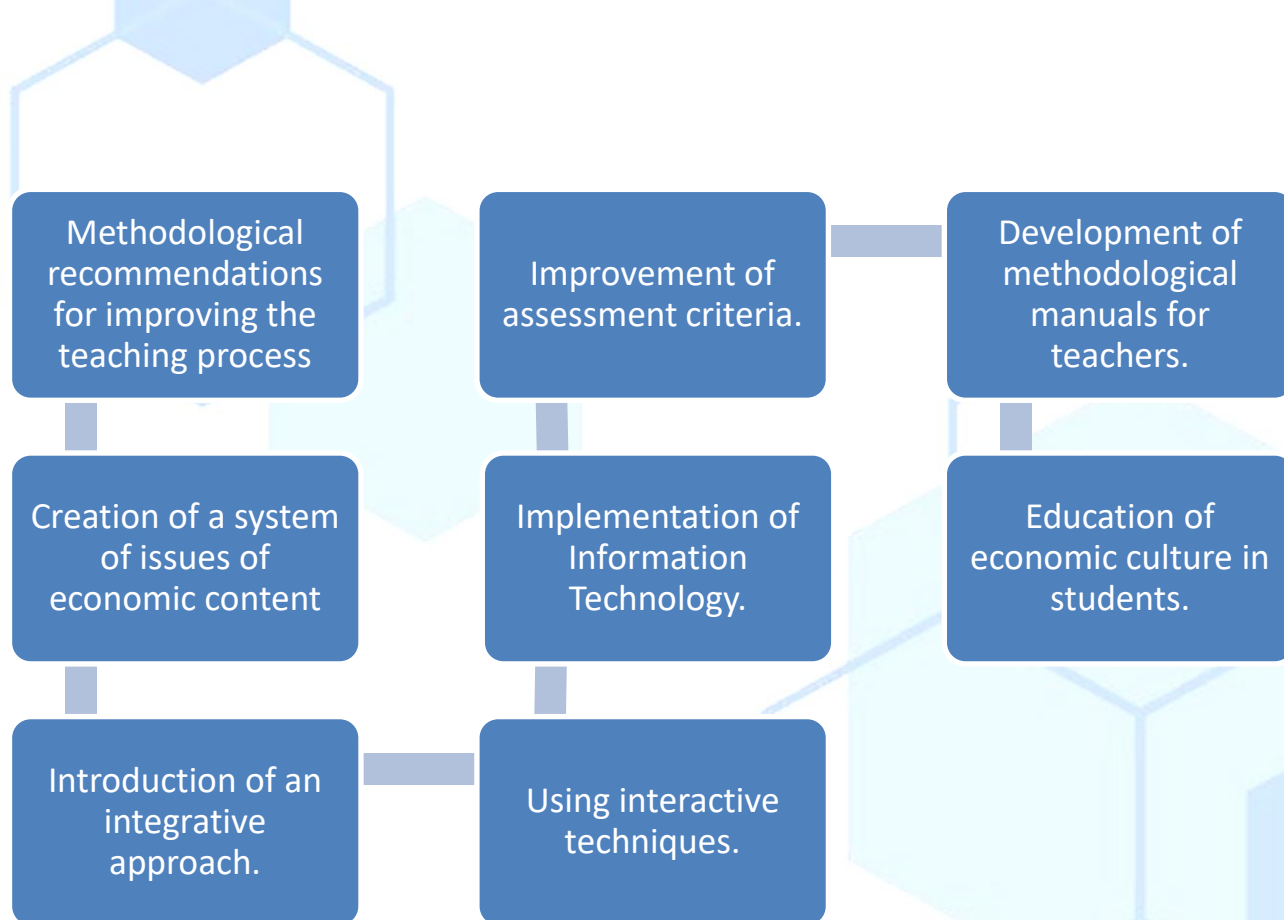 Methodological
recommendations
for improving the
teaching process
Creation of a system
of issues of
economic content
Introduction of an
integrative
approach.
Using interactive
techniques.
Implementation of
Information
Technology.
Improvement of
assessment criteria.
Development of
methodological
manuals for
teachers.
Education of
economic culture in
students.